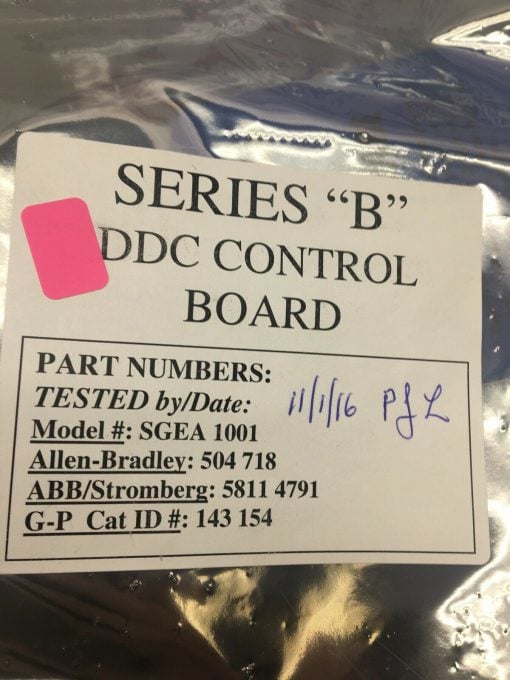 SERIES “B”
DDC CONTROL
BOARD
PART NUMBERS:
TESTED by/Date: 11/1/16 PJL
Model #: SGEA 1001
Allen-Bradley: 504 718
ABB/Stromberg: 5811 4791
G-P Cat ID #: 143 154